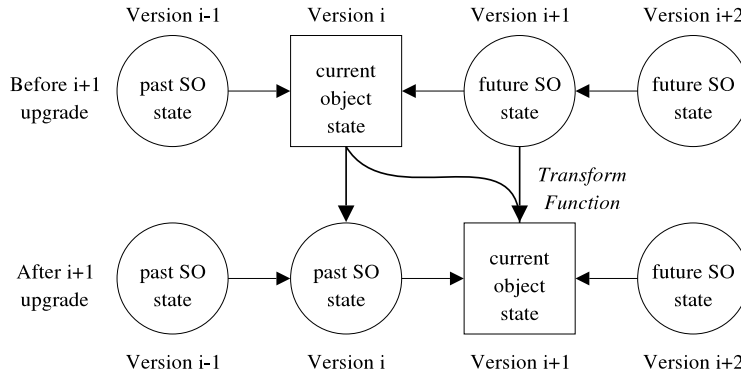 Version i-1 Version i Version i+1 Version i+2
Before i+1
upgrade
past SO
state
current
object
state
future SO
state
future SO
state
Transform
Function
After i+1
upgrade
past SO
state
past SO
state
current
object
state
future SO
state
Version i-1 Version i Version i+1 Version i+2